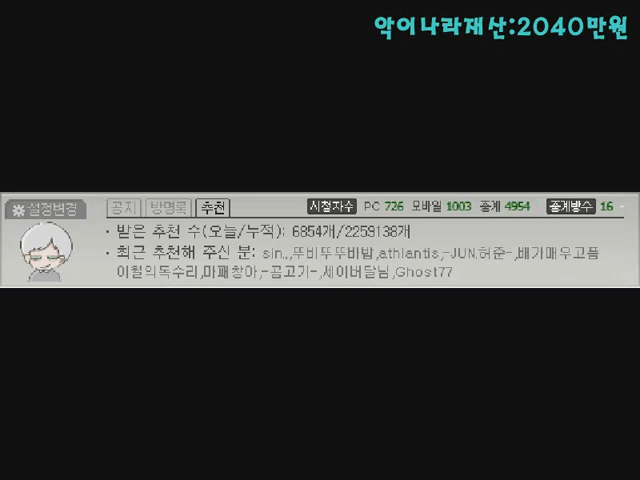 악어나라재산:2040만원
설정변경 공지 방명록 추천 시청자수 PC 726 모바일 1003 중계 4954 중계방수 16
· 받은 추천 수(오늘/누적): 6854개/2259138개
· 최근 추천해 주신 분: sin..,뚜비뚜뚜바밥,athlantis,-JUN.허준-,배가매우고픔
이월익독수리,마패창아,-곰고기-,세이버달님,Ghost77